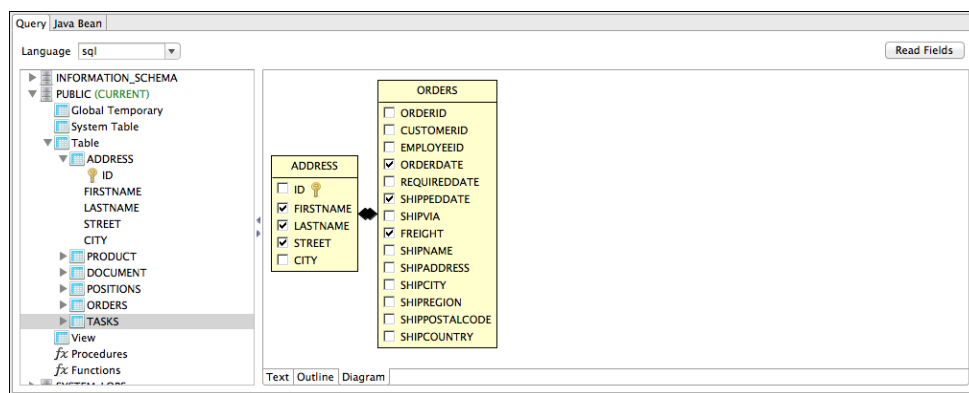 Query Java Bean
Language sql Read Fields
INFORMATION_SCHEMA
PUBLIC (CURRENT)
Global Temporary
System Table
Table
ADDRESS
ID
FIRSTNAME
LASTNAME
STREET
CITY
PRODUCT
DOCUMENT
POSITIONS
ORDERS
TASKS
View
fx Procedures
fx Functions
ADDRESS
ID
FIRSTNAME
LASTNAME
STREET
CITY
ORDERS
ORDERID
CUSTOMERID
EMPLOYEEID
ORDERDATE
REQUIREDDATE
SHIPPEDDATE
SHIPVIA
FREIGHT
SHIPNAME
SHIPADDRESS
SHIPCITY
SHIPREGION
SHIPPOSTALCODE
SHIPCOUNTRY
Text Outline Diagram